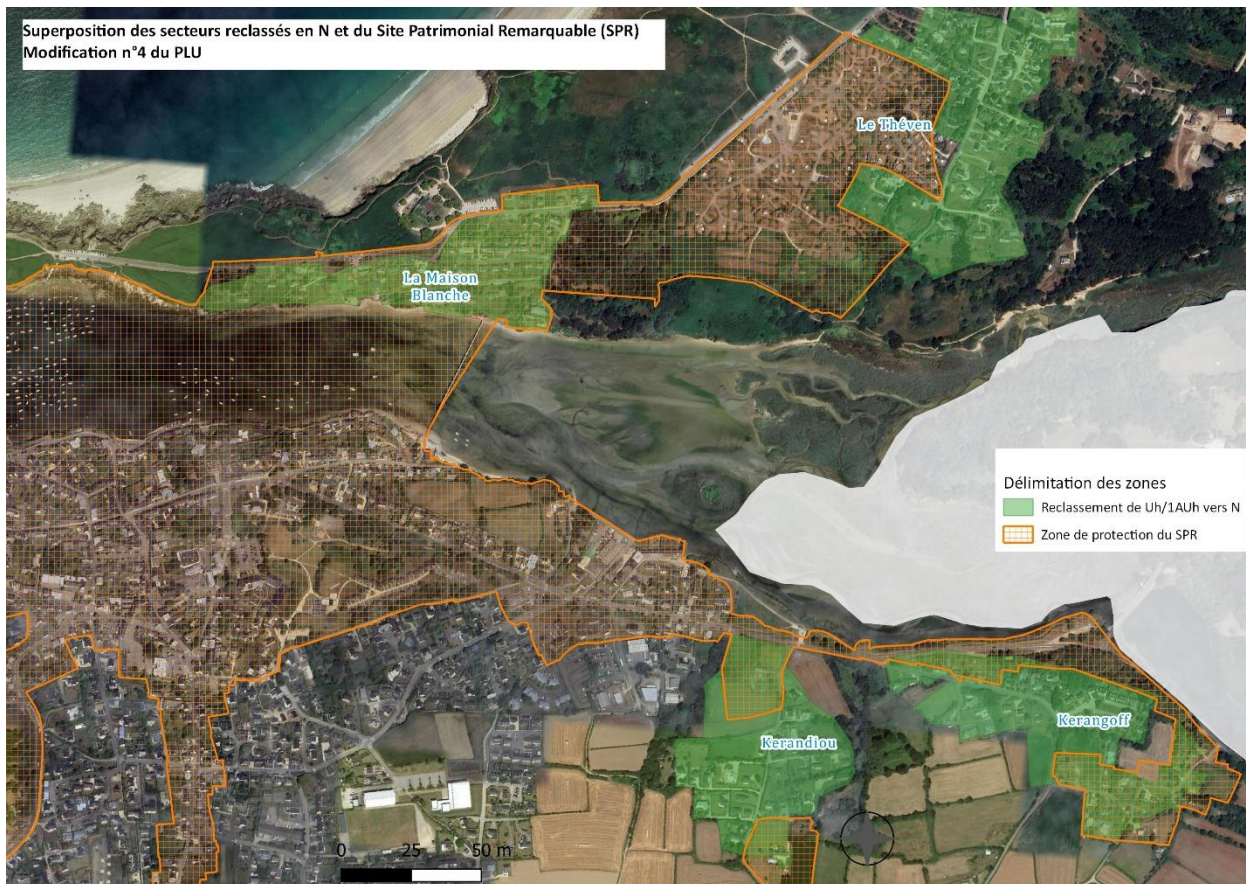 Superposition des secteurs reclassés en N et du Site Patrimonial Remarquable (SPR)
Modification n°4 du PLU
Le Théven
La Maison
Blanche
Délimitation des zones
Reclassement de Uh/1AUh vers N
Zone de protection du SPR
Kerangoff
Kerandiou
0 25 50 m